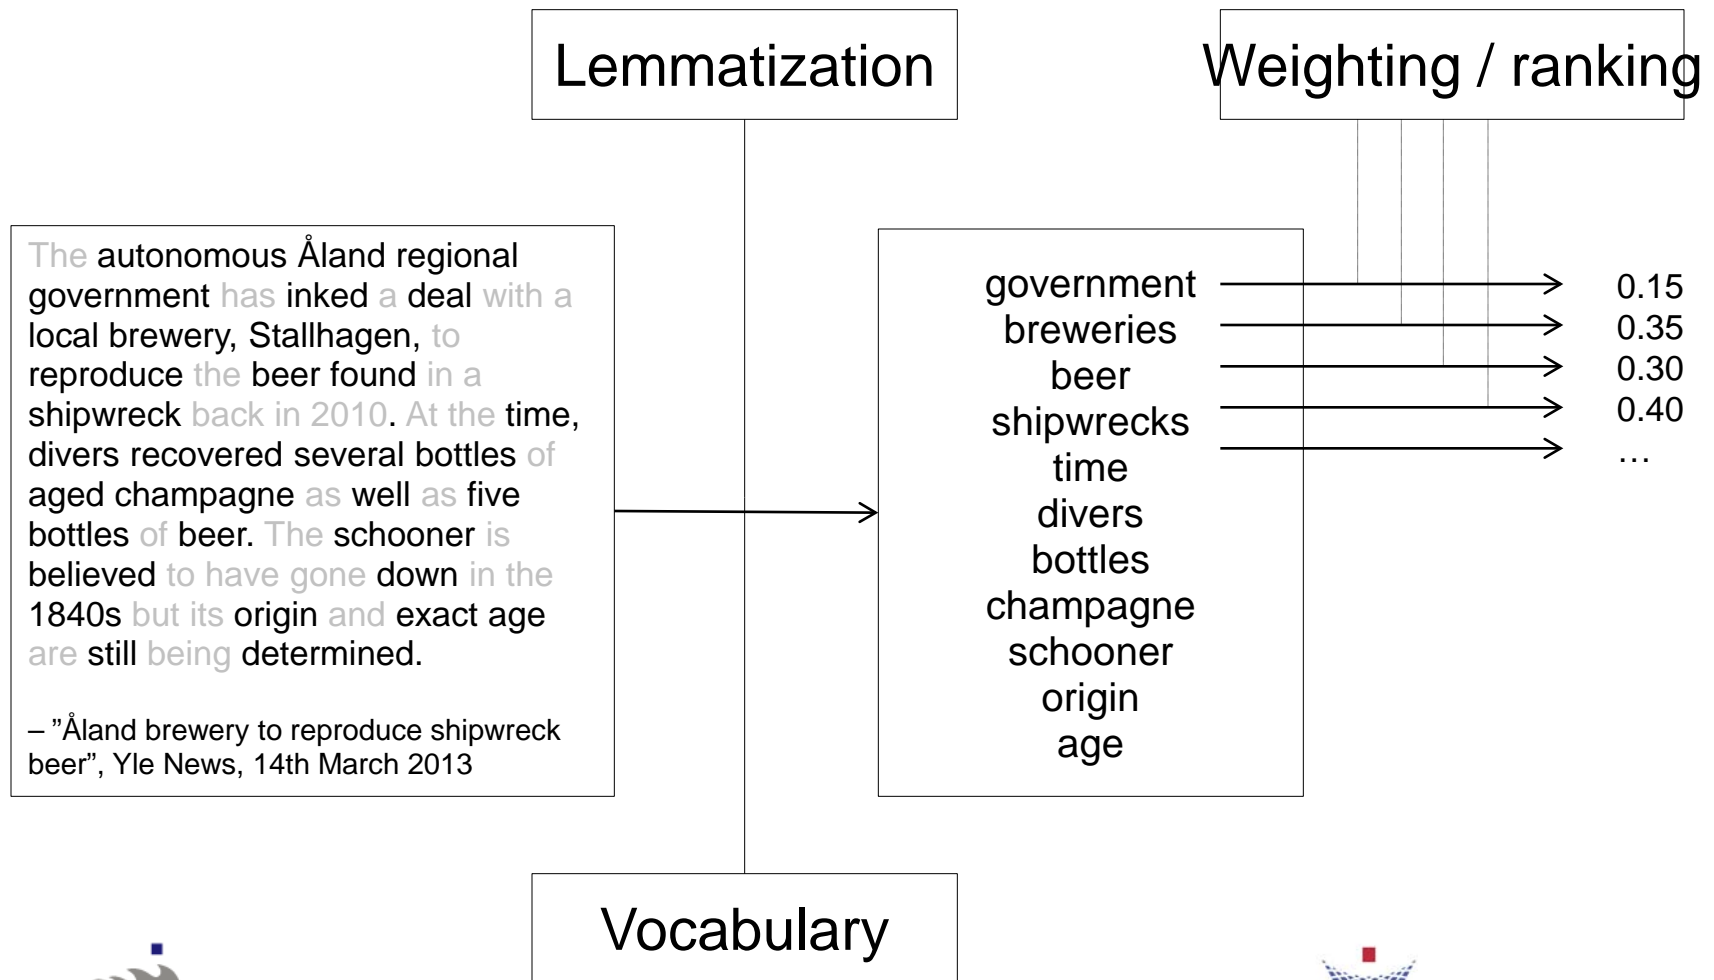 Lemmatization
Weighting / ranking
The autonomous Åland regional
government has inked a deal with a
local brewery, Stallhagen, to
reproduce the beer found in a
shipwreck back in 2010. At the time,
divers recovered several bottles of
aged champagne as well as five
bottles of beer. The schooner is
believed to have gone down in the
1840s but its origin and exact age
are still being determined.
– ”Åland brewery to reproduce shipwreck
beer”, Yle News, 14th March 2013
government
breweries
beer
shipwrecks
time
divers
bottles
champagne
schooner
origin
age
0.15
0.35
0.30
0.40
…
Vocabulary